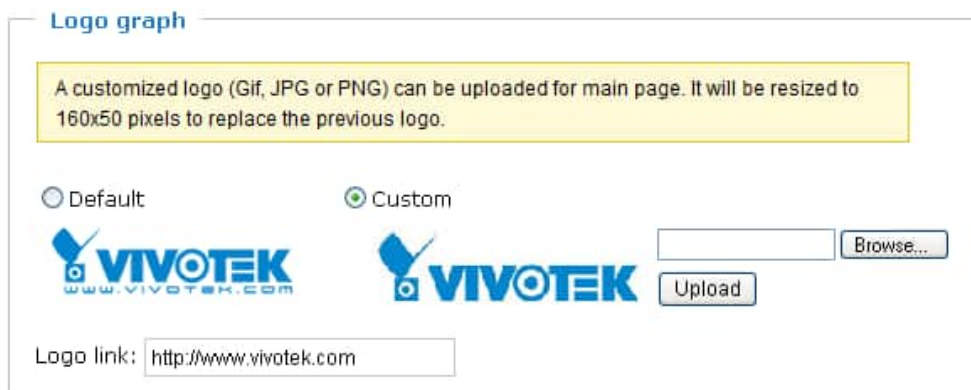 Logo graph
A customized logo (Gif, JPG or PNG) can be uploaded for main page. It will be resized to
160x50 pixels to replace the previous logo.
Default
Custom
VIVOTEK
www.vivotek.com
VIVOTEK
Browse...
Upload
Logo link: http://www.vivotek.com